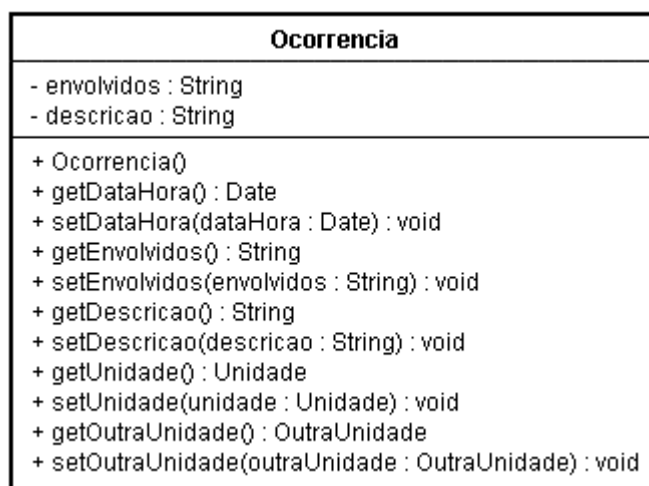 Ocorrencia
- envolvidos : String
- descricao : String
+ Ocorrencia()
+ getDataHora() : Date
+ setDataHora(dataHora : Date) : void
+ getEnvolvidos() : String
+ setEnvolvidos(envolvidos : String) : void
+ getDescricao() : String
+ setDescricao(descricao : String) : void
+ getUnidade() : Unidade
+ setUnidade(unidade : Unidade) : void
+ getOutraUnidade() : OutraUnidade
+ setOutraUnidade(outraUnidade : OutraUnidade) : void